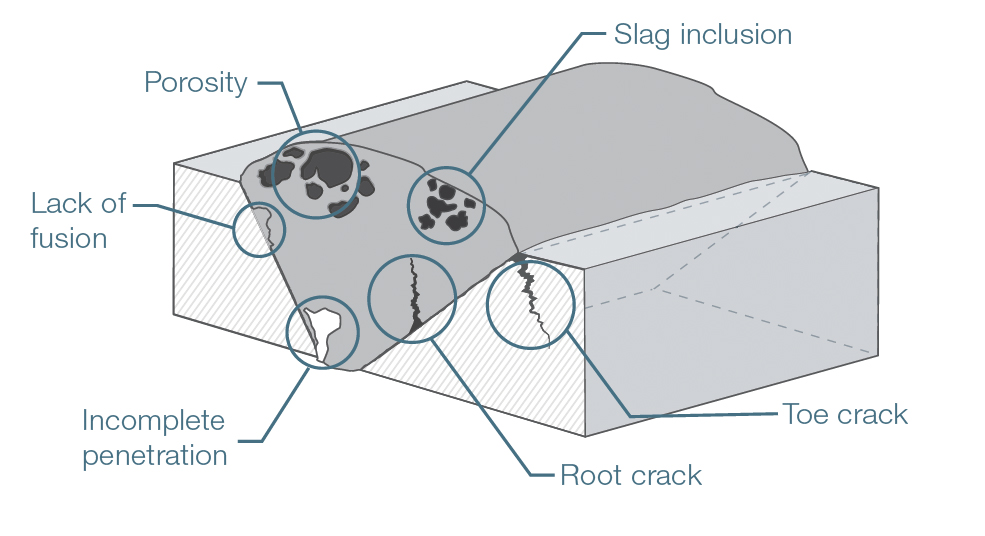 Slag inclusion
Porosity
Lack of
fusion
Incomplete
penetration
Toe crack
Root crack